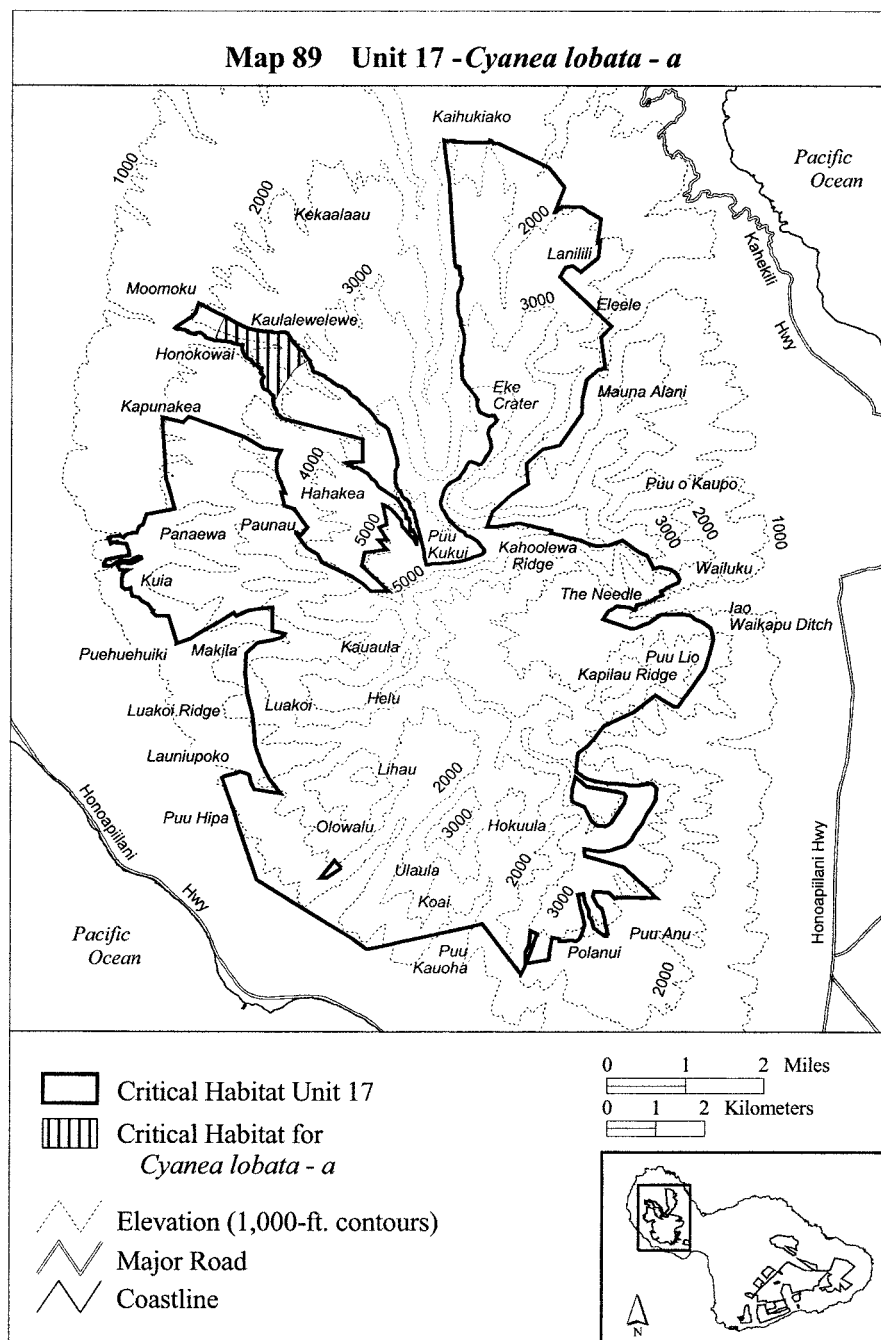 Map 89 Unit 17 - Cyanea lobata - a
Kaihukiako
Pacific
Ocean
1000
2000
Kekaalaau
2000
Kahekili
Hwy
Lanilili
3000
3000
Eleele
Moomoku
Kaulalewelewe
Honokowai
Eke
Crater
Mauna Alani
Kapunakea
4000
Hahakea
Puu o Kaupo
Panaewa
Paunau
5000
Puu
Kukui
Kahoolewa
Ridge
3000
2000
1000
Wailuku
Kuia
5000
The Needle
Iao
Waikapu Ditch
Puehuehuiki
Makila
Kauaula
Puu Lio
Kapilau Ridge
Luakoi Ridge
Luakoi
Helu
Launiupoko
Lihau
2000
Puu Hipa
Olowalu
3000
Hokuula
Honoapiilani
Hwy
Ulaula
2000
Koai
3000
Puu Anu
Honoapiilani Hwy
Pacific
Ocean
Puu
Kauoha
Polanui
2000
Critical Habitat Unit 17
Critical Habitat for
Cyanea lobata - a
Elevation (1,000-ft. contours)
Major Road
Coastline
0 1 2 Miles
0 1 2 Kilometers
N